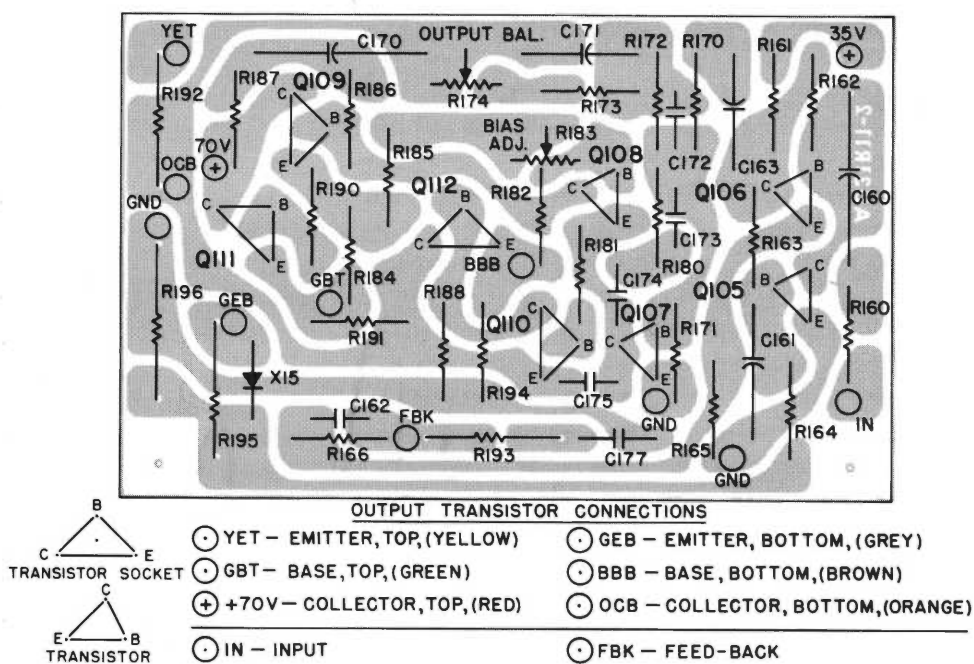 YET
C170
OUTPUT BAL.
C171
R172
R170
R161
35V
R192
R187
Q109
R186
R174
R173
R162
C
B
E
70V
BIAS ADJ.
R183
OCB
R185
Q108
C172
C163
Q106
C160
GND
R190
Q112
R182
C
B
E
C
B
E
C
B
E
C
B
E
C173
R163
Q111
R184
GBT
BBB
R181
R180
C174
Q105
C
B
E
R196
GEB
R188
Q110
Q107
R171
R160
R191
C
B
E
C
B
E
C161
X15
R194
C175
GND
IN
R195
C162
FBK
R166
R193
C177
R165
R164
GND
OUTPUT TRANSISTOR CONNECTIONS
B
C E
TRANSISTOR SOCKET
YET – EMITTER, TOP, (YELLOW)
GEB – EMITTER, BOTTOM, (GREY)
GBT – BASE, TOP, (GREEN)
BBB – BASE, BOTTOM, (BROWN)
+70V – COLLECTOR, TOP, (RED)
OCB – COLLECTOR, BOTTOM, (ORANGE)
C
E B
TRANSISTOR
IN – INPUT
FBK – FEED-BACK